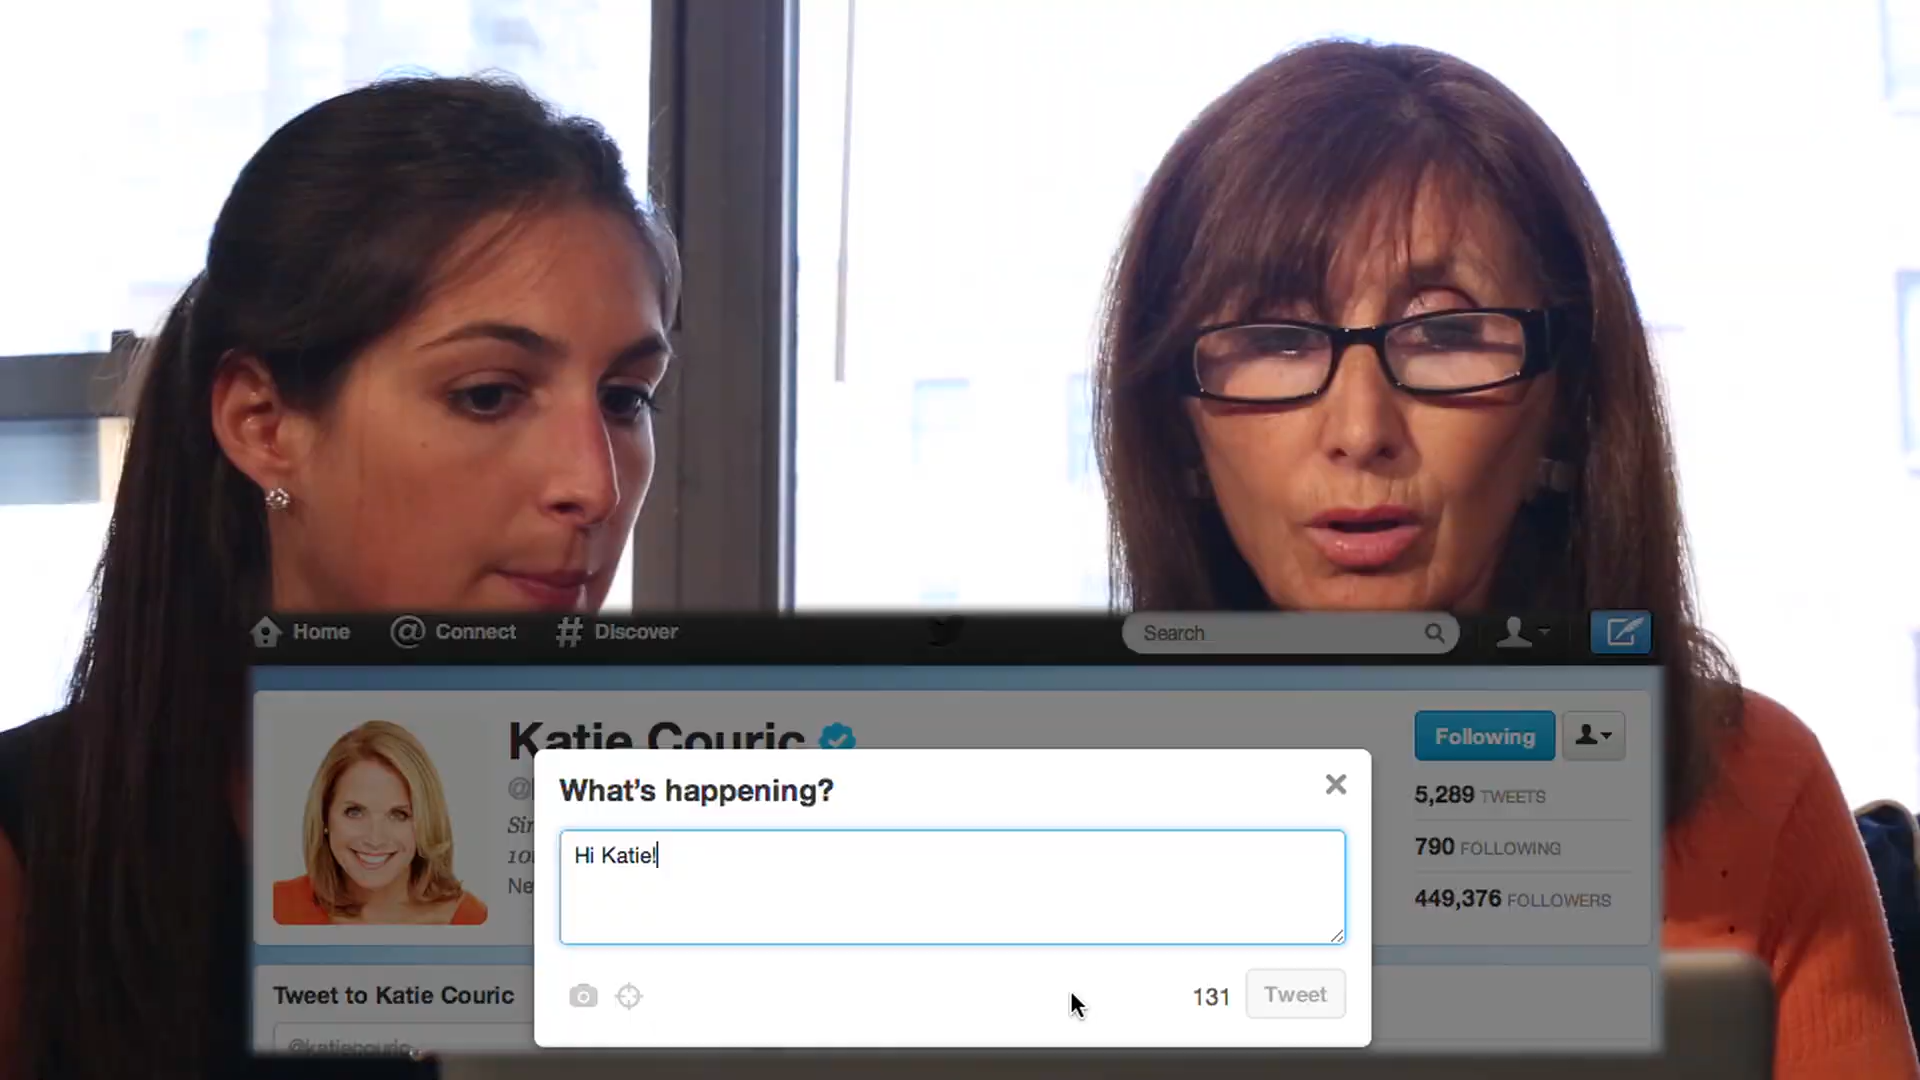 Home
Connect
Discover
Search
Katie Couric
Following
5,289 TWEETS
790 FOLLOWING
449,376 FOLLOWERS
What's happening?
Hi Katie!
131
Tweet
Tweet to Katie Couric
@katiecouric